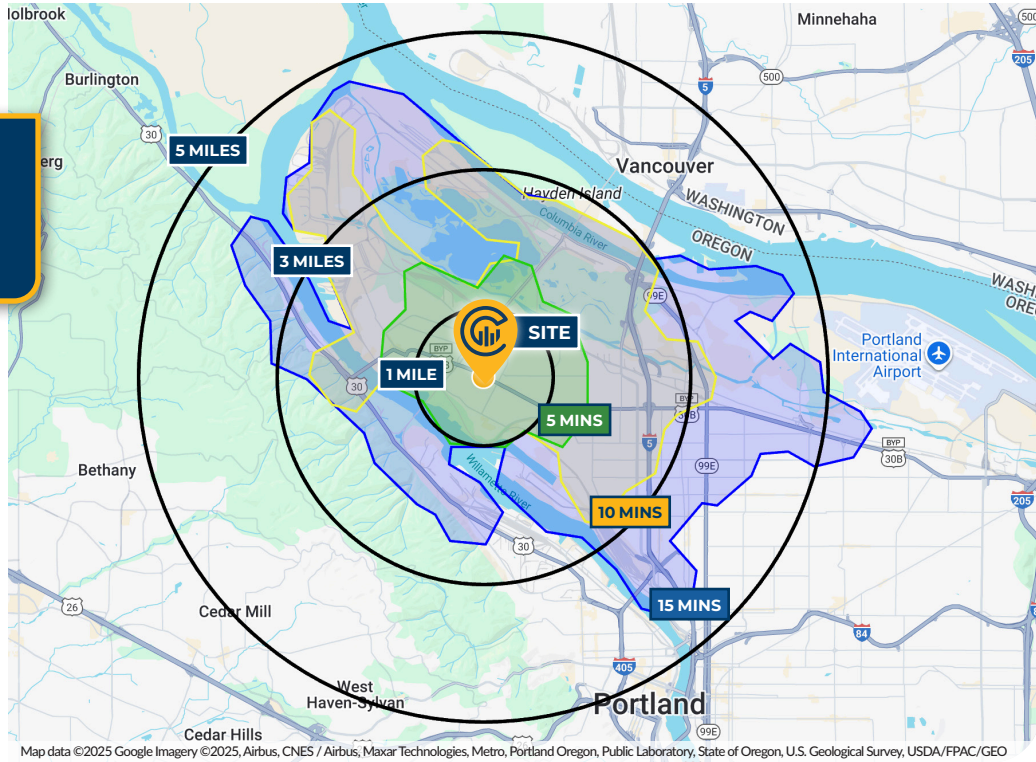 Holbrook
Minnehaha
500
205
Burlington
5
500
30
5 MILES
erg
Vancouver
Hayden Island
WASHINGTON
OREGON
Columbia River
3 MILES
99E
WASH
ORE
Portland
International
Airport
SITE
BYP
1 MILE
30
BYP
30B
5 MINS
5
Bethany
99E
BYP
30B
Willamette River
205
10 MINS
30
15 MINS
26
Cedar Mill
84
405
West
Haven-Sylvan
Portland
99E
Cedar Hills
26
Map data ©2025 Google Imagery ©2025, Airbus, CNES / Airbus, Maxar Technologies, Metro, Portland Oregon, Public Laboratory, State of Oregon, U.S. Geological Survey, USDA/FPAC/GEO